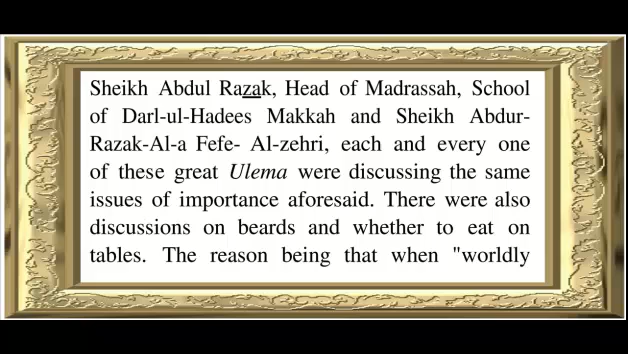 Sheikh Abdul Razak, Head of Madrassah, School
of Darl-ul-Hadees Makkah and Sheikh Abdur-
Razak-Al-a Fefe- Al-zehri, each and every one
of these great Ulema were discussing the same
issues of importance aforesaid. There were also
discussions on beards and whether to eat on
tables. The reason being that when "worldly